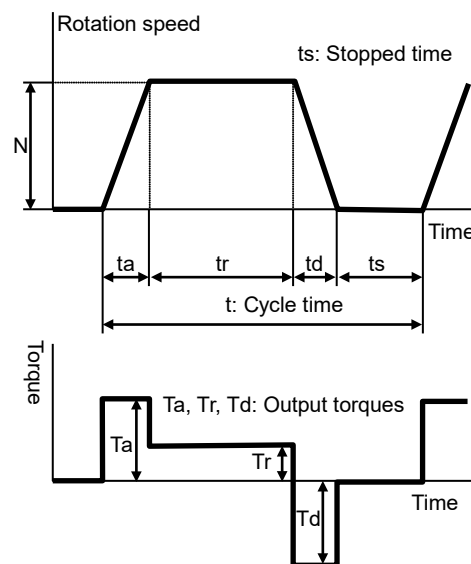 Rotation speed
ts: Stopped time
N
Time
ta
tr
td
ts
t: Cycle time
Torque
Ta, Tr, Td: Output torques
Ta
Tr
Td
Time